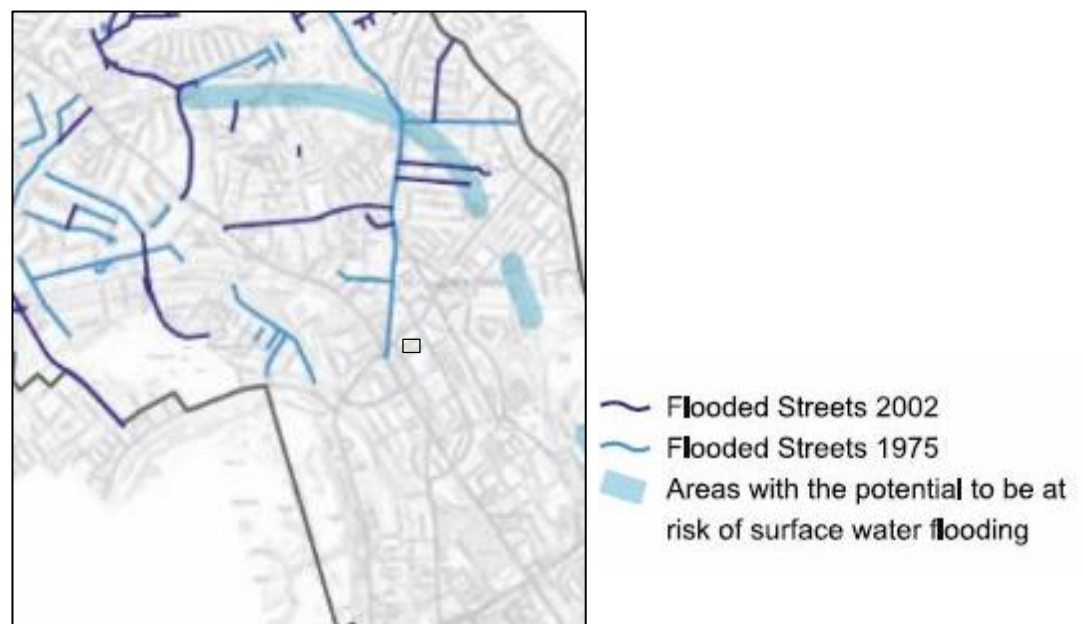 Flooded Streets 2002
Flooded Streets 1975
Areas with the potential to be at
risk of surface water flooding